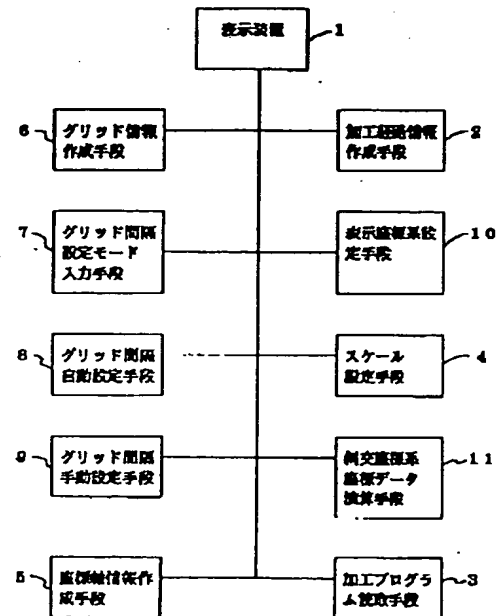 表示装置
1
6
グリッド情報
作成手段
加工経路情報
作成手段
2
7
グリッド間隔
設定モード
入力手段
表示座標系設
定手段
10
8
グリッド間隔
自動設定手段
スケール
設定手段
4
9
グリッド間隔
手動設定手段
斜交座標系
座標データ
演算手段
11
5
座標軸情報作
成手段
加工プログラ
ム読取手段
3